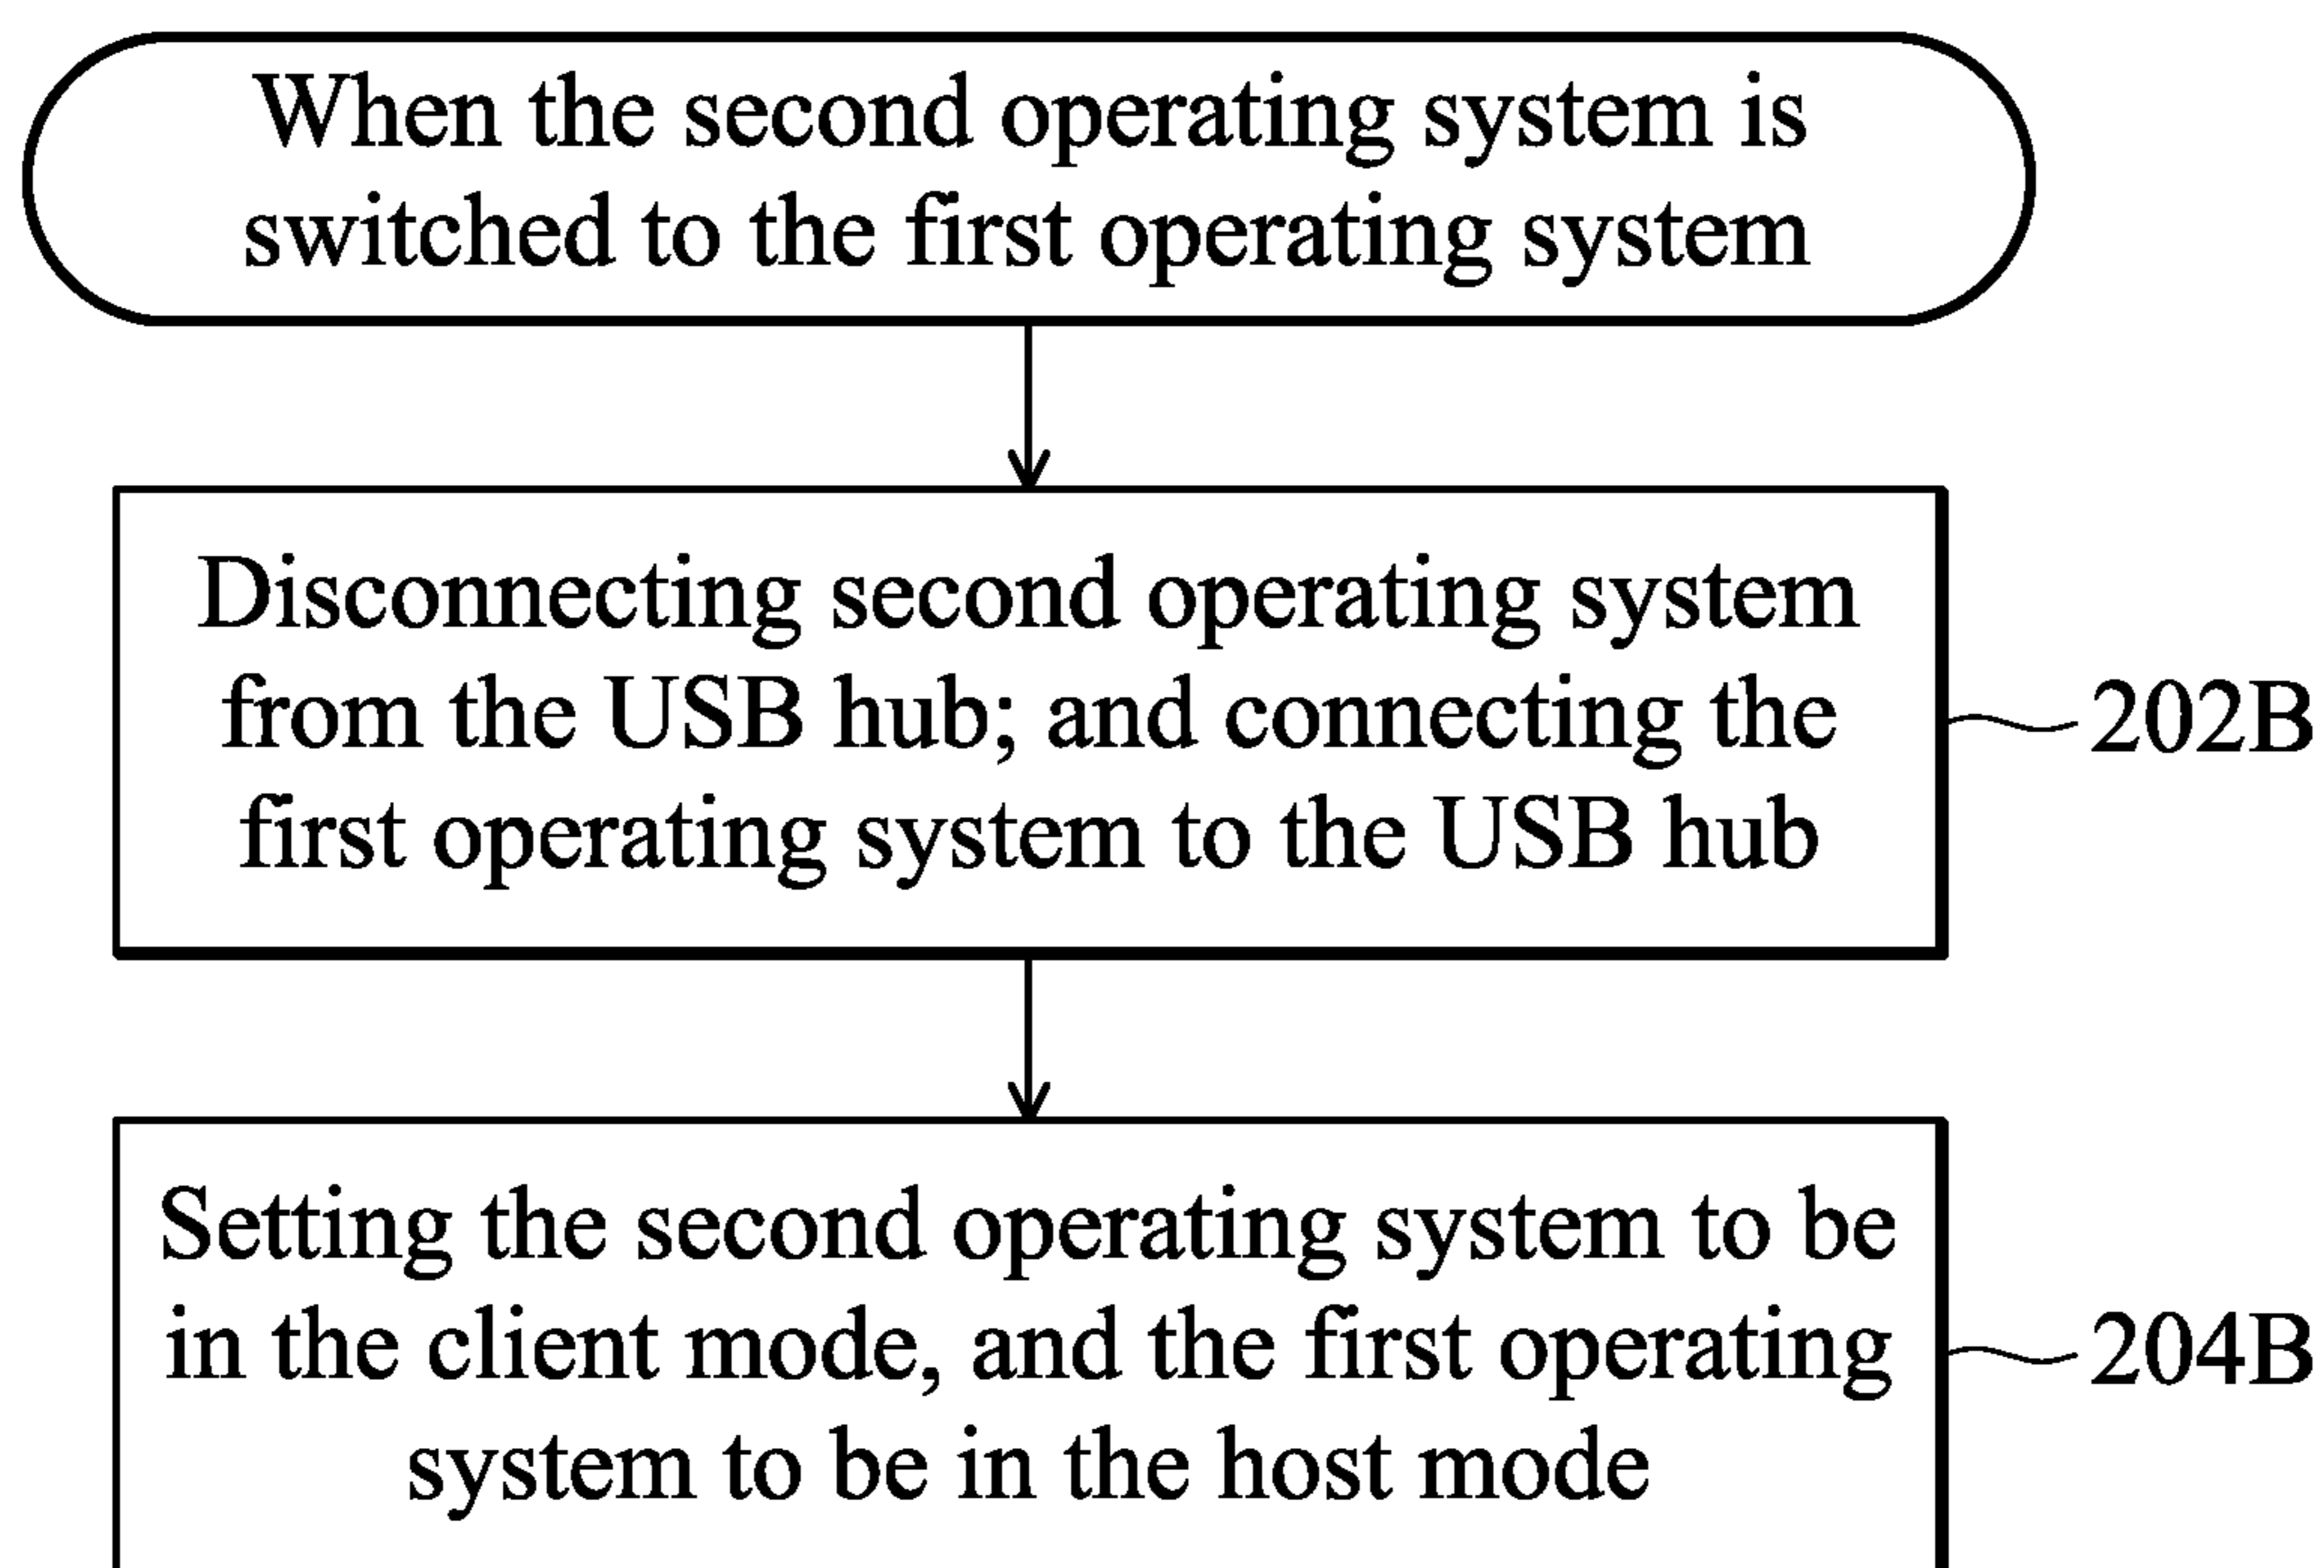 When the second operating system is
switched to the first operating system
Disconnecting second operating system
from the USB hub; and connecting the
first operating system to the USB hub
202B
Setting the second operating system to be
in the client mode, and the first operating
system to be in the host mode
204B